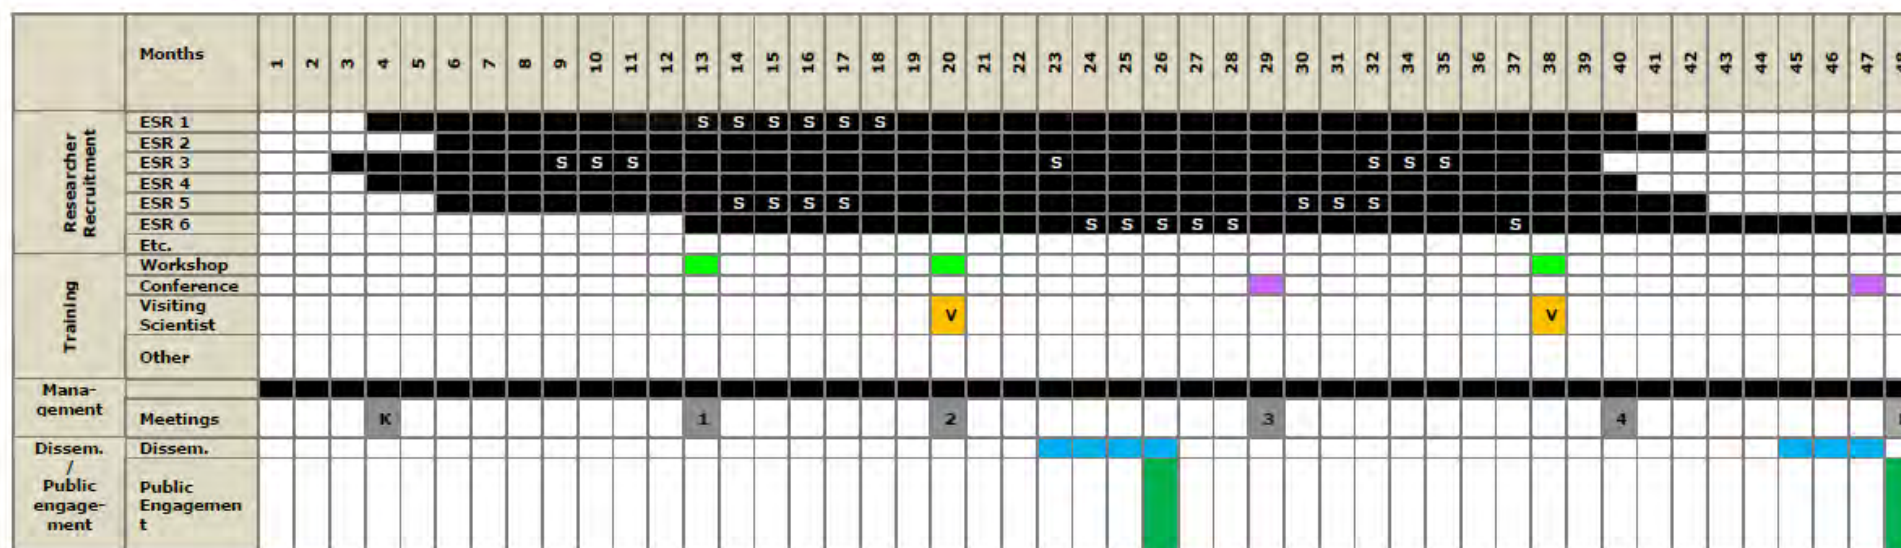 Months 1 2 3 4 5 6 7 8 9 10 11 12 13 14 15 16 17 18 19 20 21 22 23 24 25 26 27 28 29 30 31 32 34 35 36 37 38 39 40 41 42 43 44 45 46 47
Researcher
Recruitment
ESR 1 S S S S S S
ESR 2
ESR 3 S S S S S S S
ESR 4
ESR 5 S S S S S S S
ESR 6 S S S S S S
Etc.
Training
Workshop
Conference
Visiting
Scientist V V
Other
Mana-
gement
Meetings K 1 2 3 4
Dissem.
/
Public
engage-
ment
Dissem.
Public
Engagemen
t